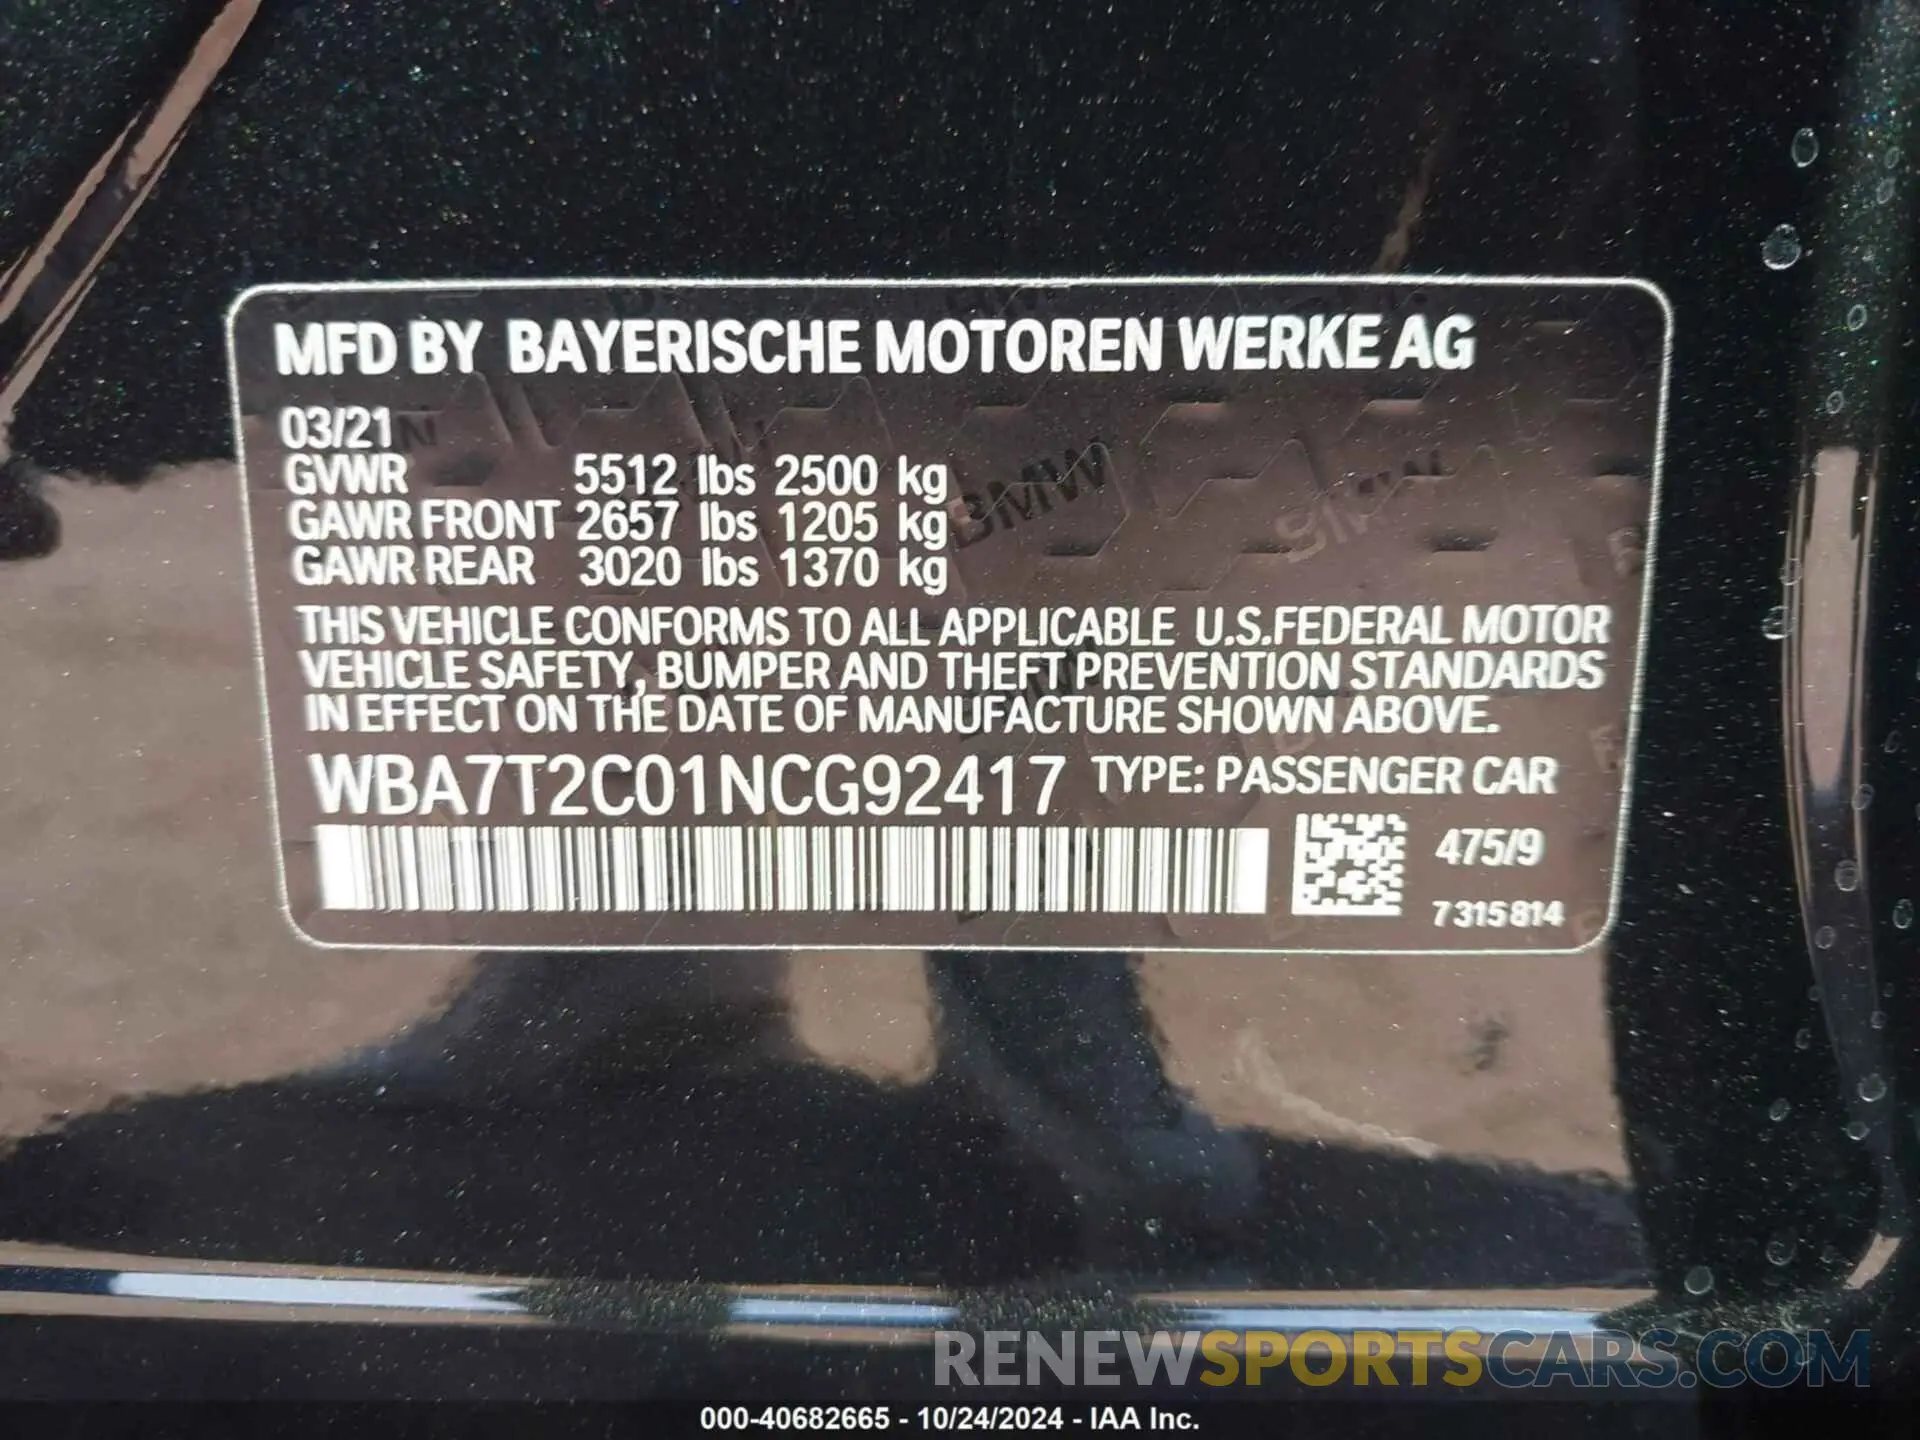 MFD BY BAYERISCHE MOTOREN WERKE AG
03/21
GVWR 5512 lbs 2500 kg
GAWR FRONT 2657 lbs 1205 kg
GAWR REAR 3020 lbs 1370 kg
THIS VEHICLE CONFORMS TO ALL APPLICABLE U.S.FEDERAL MOTOR
VEHICLE SAFETY, BUMPER AND THEFT PREVENTION STANDARDS
IN EFFECT ON THE DATE OF MANUFACTURE SHOWN ABOVE.
WBA7T2C01NCG92417 TYPE: PASSENGER CAR
475/9
7315814
RENEWSPORTSCARS.COM
000-40682665 - 10/24/2024 - IAA Inc.